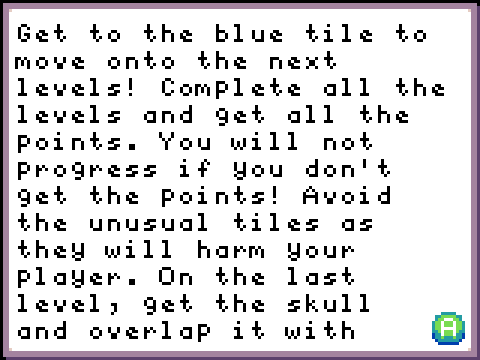 Get to the blue tile to
move onto the next
levels! Complete all the
levels and get all the
points. You will not
progress if you don't
get the points! Avoid
the unusual tiles as
they will harm your
player. On the last
level, get the skull
and overlap it with
A